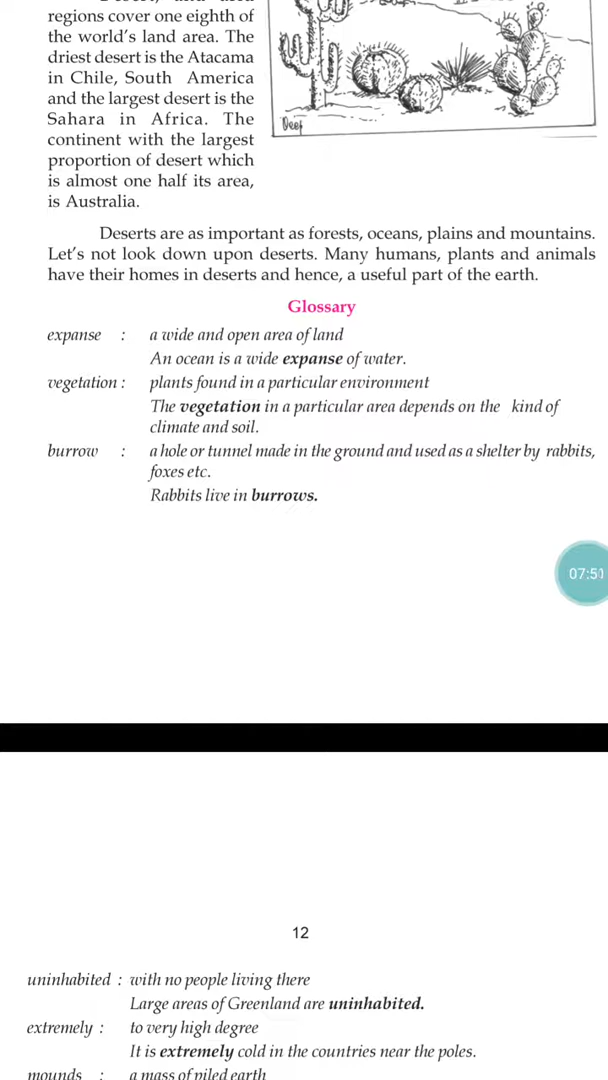 regions cover one eighth of
the world's land area. The
driest desert is the Atacama
in Chile, South America
and the largest desert is the
Sahara in Africa. The
continent with the largest
proportion of desert which
is almost one half its area,
is Australia.
Deep
Deserts are as important as forests, oceans, plains and mountains.
Let's not look down upon deserts. Many humans, plants and animals
have their homes in deserts and hence, a useful part of the earth.
Glossary
expanse : a wide and open area of land
An ocean is a wide expanse of water.
vegetation : plants found in a particular environment
The vegetation in a particular area depends on the kind of
climate and soil.
burrow : a hole or tunnel made in the ground and used as a shelter by rabbits,
foxes etc.
Rabbits live in burrows.
12
uninhabited : with no people living there
Large areas of Greenland are uninhabited.
extremely : to very high degree
It is extremely cold in the countries near the poles.
mounds : a mass of piled earth